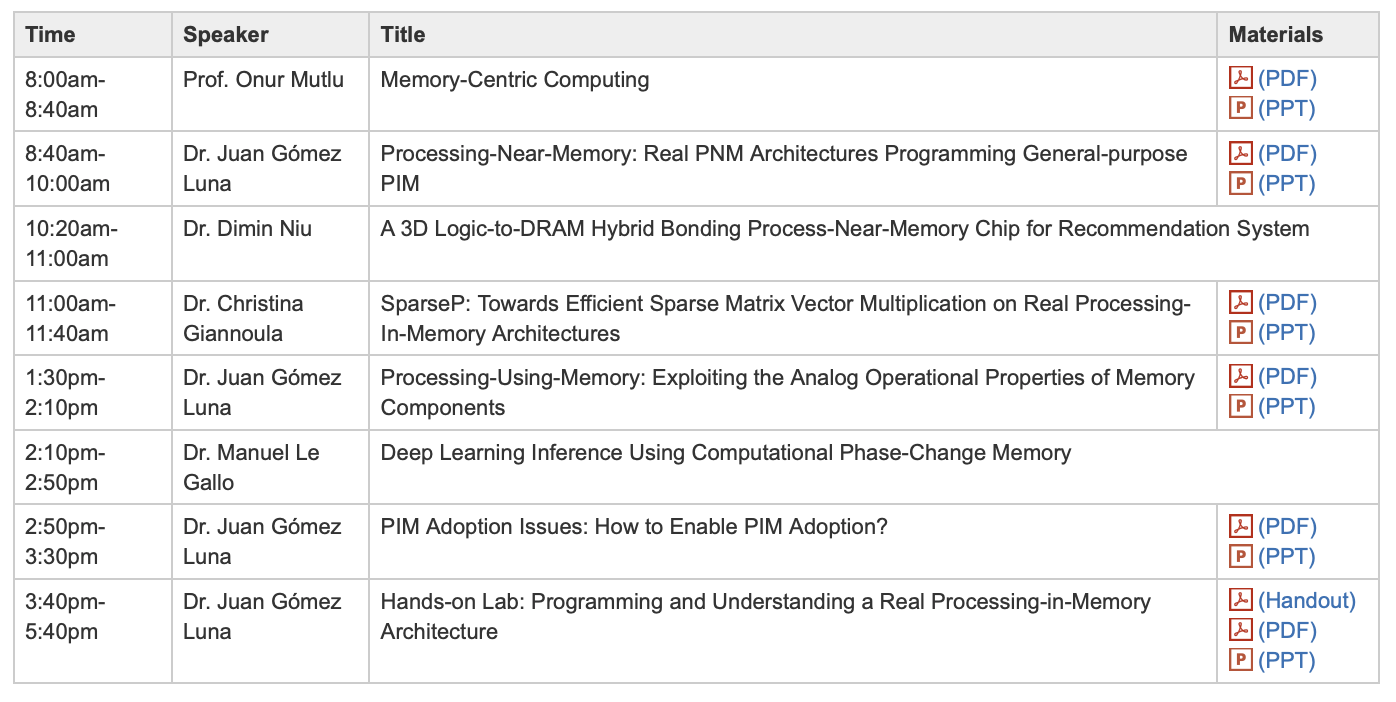 Time Speaker Title Materials
8:00am- Prof. Onur Mutlu Memory-Centric Computing (PDF)
8:40am (PPT)
8:40am- Dr. Juan Gómez Processing-Near-Memory: Real PNM Architectures Programming General-purpose (PDF)
10:00am Luna PIM (PPT)
10:20am- Dr. Dimin Niu A 3D Logic-to-DRAM Hybrid Bonding Process-Near-Memory Chip for Recommendation System
11:00am
11:00am- Dr. Christina SparseP: Towards Efficient Sparse Matrix Vector Multiplication on Real Processing- (PDF)
11:40am Giannoula In-Memory Architectures (PPT)
1:30pm- Dr. Juan Gómez Processing-Using-Memory: Exploiting the Analog Operational Properties of Memory (PDF)
2:10pm Luna Components (PPT)
2:10pm- Dr. Manuel Le Deep Learning Inference Using Computational Phase-Change Memory
2:50pm Gallo
2:50pm- Dr. Juan Gómez PIM Adoption Issues: How to Enable PIM Adoption? (PDF)
3:30pm Luna (PPT)
3:40pm- Dr. Juan Gómez Hands-on Lab: Programming and Understanding a Real Processing-in-Memory (Handout)
5:40pm Luna Architecture (PDF)
(PPT)